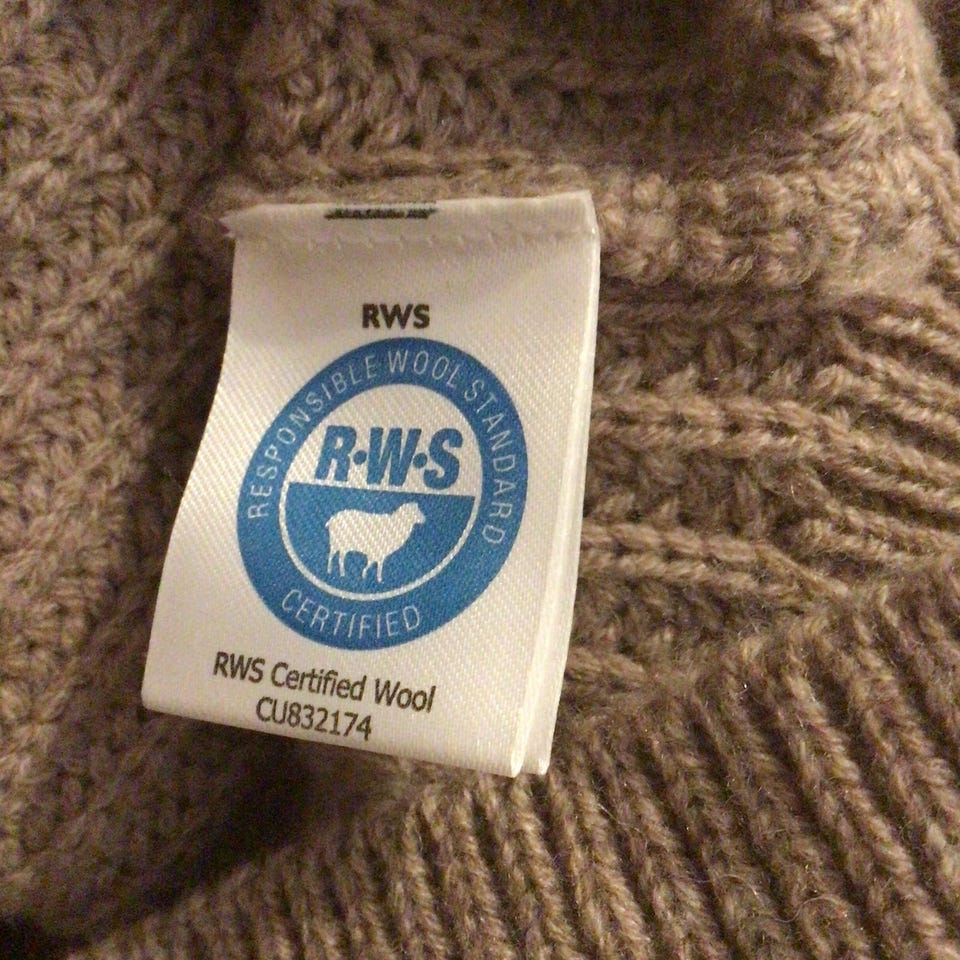 RWS
RESPONSIBLE WOOL STANDARD
R·W·S
CERTIFIED
RWS Certified Wool
CU832174